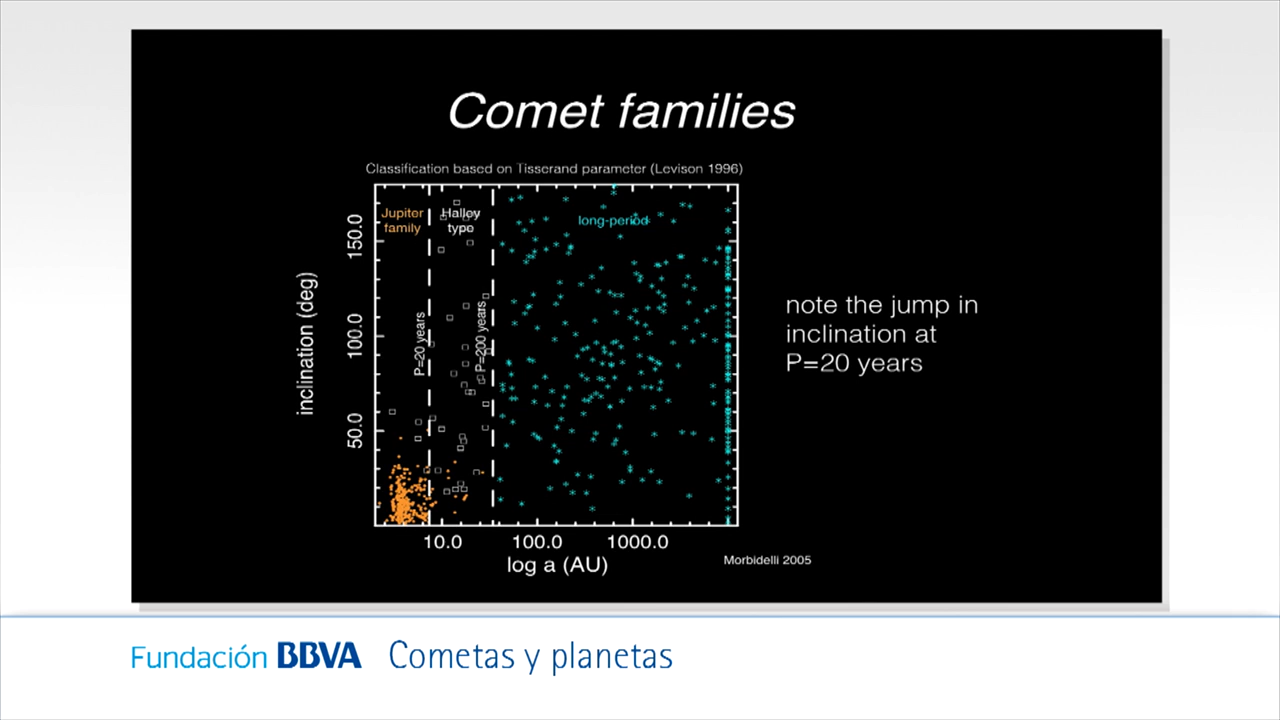 Comet families
Classification based on Tisserand parameter (Levison 1996)
Jupiter
family
Halley
type
long-period
P=20 years
P=200 years
inclination (deg)
150.0
100.0
50.0
10.0
100.0
1000.0
log a (AU)
note the jump in
inclination at
P=20 years
Morbidelli 2005
Fundación BBVA
Cometas y planetas